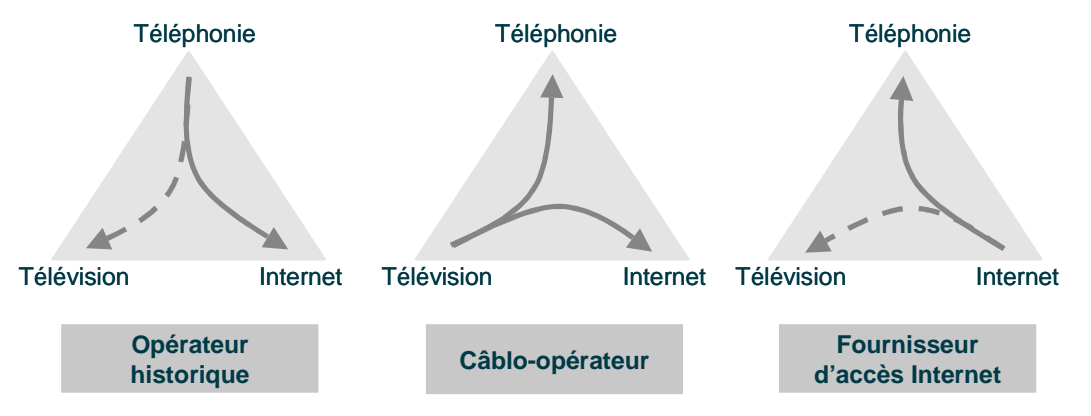 Téléphonie
Téléphonie
Téléphonie
Télévision
Internet
Télévision
Internet
Télévision
Internet
Opérateur
historique
Câblo-opérateur
Fournisseur
d'accès Internet